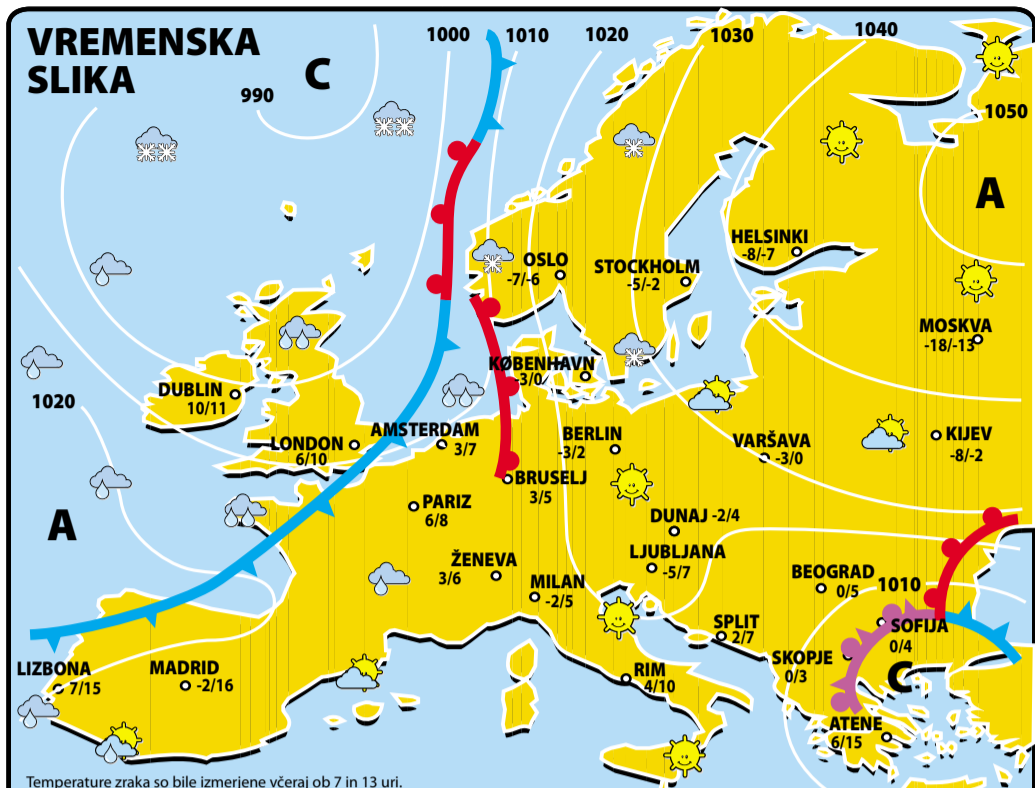 VREMENSKA
SLIKA
C
990
1000
1010
1020
1030
1040
1050
A
HELSINKI
-8/-7
OSLO
-7/-6
STOCKHOLM
-5/-2
MOSKVA
-18/-13
KØBENHAVN
-3/0
DUBLIN
10/11
1020
LONDON
6/10
AMSTERDAM
3/7
BERLIN
-3/2
VARŠAVA
-3/0
KIJEV
-8/-2
BRUSELJ
3/5
PARIZ
6/8
A
DUNAJ -2/4
ŽENEVA
3/6
LJUBLJANA
-5/7
MILAN
-2/5
BEOGRAD
0/5
1010
SPLIT
2/7
SOFIJA
0/4
SKOPJE
0/3
C
LIZBONA
7/15
MADRID
-2/16
RIM
4/10
ATENE
6/15
Temperature zraka so bile izmerjene včeraj ob 7 in 13 uri.